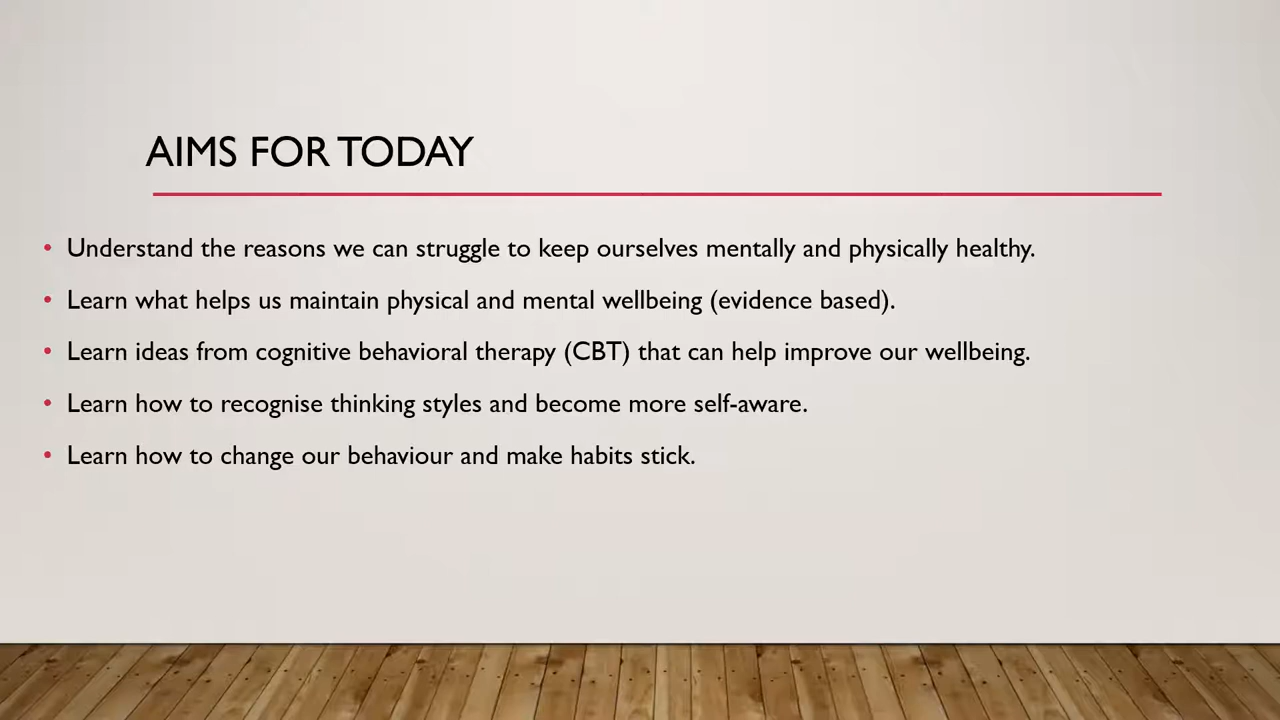 AIMS FOR TODAY
• Understand the reasons we can struggle to keep ourselves mentally and physically healthy.
• Learn what helps us maintain physical and mental wellbeing (evidence based).
• Learn ideas from cognitive behavioral therapy (CBT) that can help improve our wellbeing.
• Learn how to recognise thinking styles and become more self-aware.
• Learn how to change our behaviour and make habits stick.